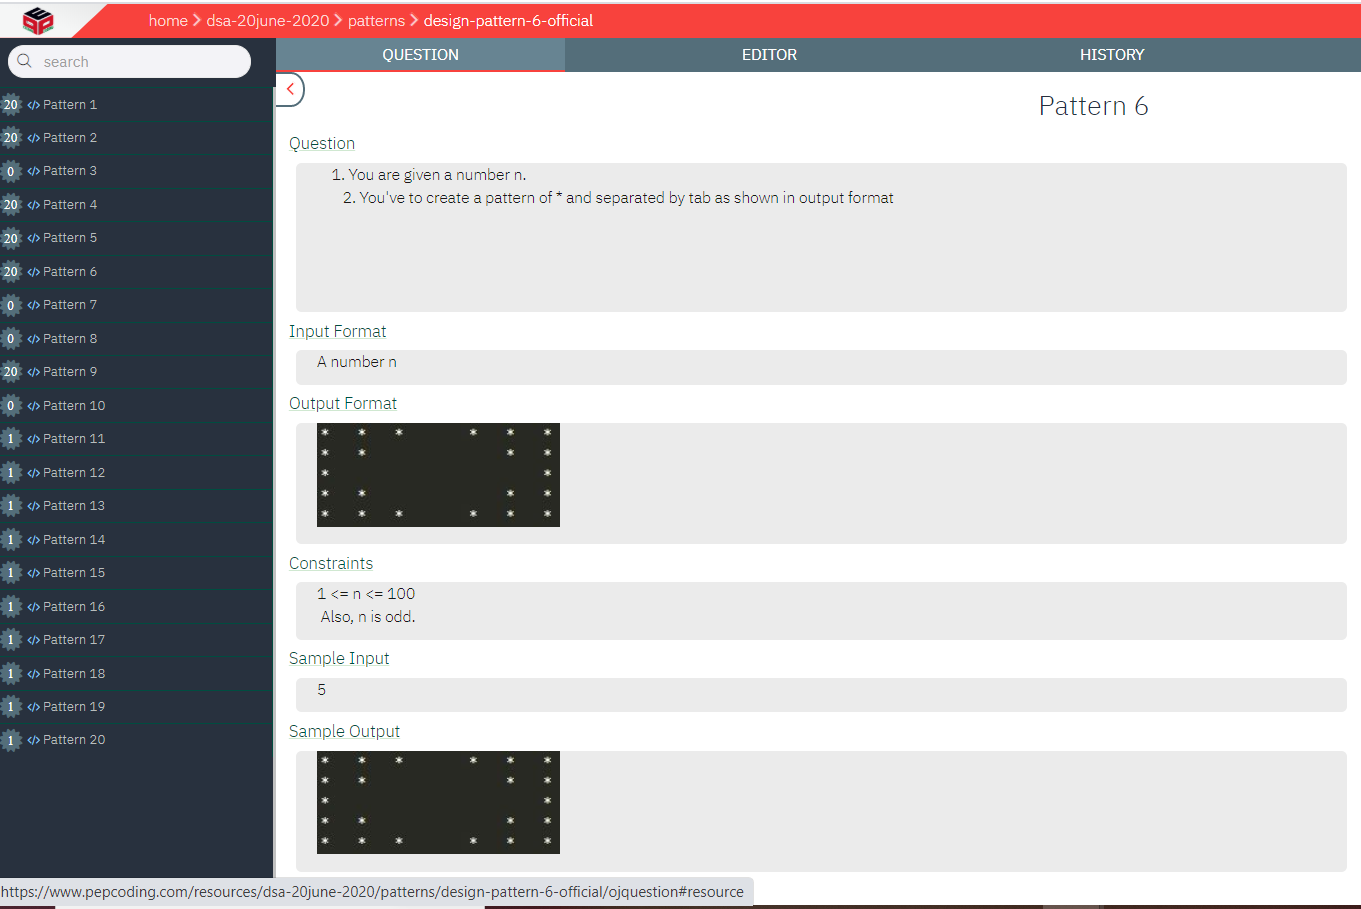 home > dsa-20june-2020 > patterns > design-pattern-6-official
search
QUESTION EDITOR HISTORY
20 </> Pattern 1
20 </> Pattern 2
0 </> Pattern 3
20 </> Pattern 4
20 </> Pattern 5
20 </> Pattern 6
0 </> Pattern 7
0 </> Pattern 8
20 </> Pattern 9
0 </> Pattern 10
1 </> Pattern 11
1 </> Pattern 12
1 </> Pattern 13
1 </> Pattern 14
1 </> Pattern 15
1 </> Pattern 16
1 </> Pattern 17
1 </> Pattern 18
1 </> Pattern 19
1 </> Pattern 20
Pattern 6
Question
1. You are given a number n.
2. You've to create a pattern of * and separated by tab as shown in output format
Input Format
A number n
Output Format
*	*	*		*	*	*
*	*				*	*
*						*
*	*				*	*
*	*	*		*	*	*
Constraints
1 <= n <= 100
Also, n is odd.
Sample Input
5
Sample Output
*	*	*		*	*	*
*	*				*	*
*						*
*	*				*	*
*	*	*		*	*	*
https://www.pepcoding.com/resources/dsa-20june-2020/patterns/design-pattern-6-official/ojquestion#resource